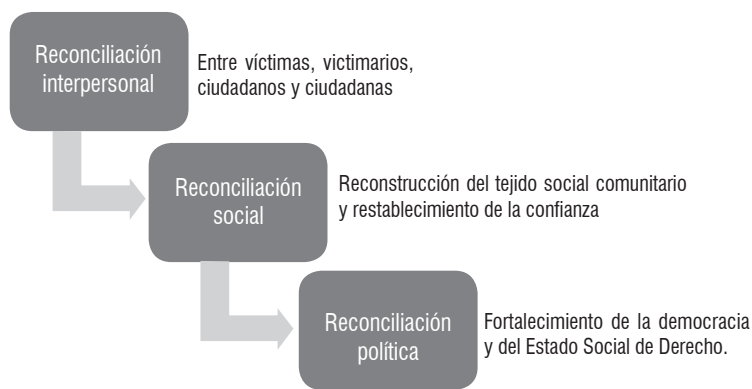 Reconciliación
interpersonal
Entre víctimas, victimarios,
ciudadanos y ciudadanas
Reconciliación
social
Reconstrucción del tejido social comunitario
y restablecimiento de la confianza
Reconciliación
política
Fortalecimiento de la democracia
y del Estado Social de Derecho.